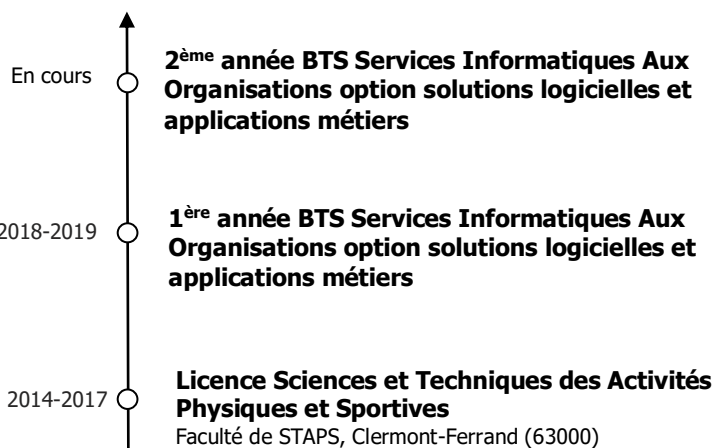 En cours
2ème année BTS Services Informatiques Aux
Organisations option solutions logicielles et
applications métiers
2018-2019
1ère année BTS Services Informatiques Aux
Organisations option solutions logicielles et
applications métiers
2014-2017
Licence Sciences et Techniques des Activités
Physiques et Sportives
Faculté de STAPS, Clermont-Ferrand (63000)